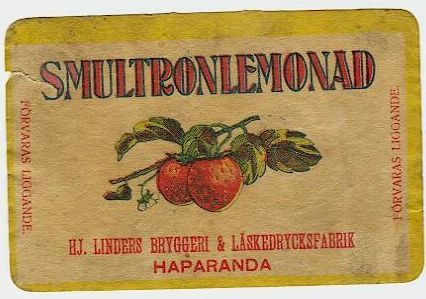 SMULTRONLEMONAD
FÖRVARAS LIGGANDE.
FÖRVARAS LIGGANDE.
HJ. LINDERS BRYGGERI & LÄSKEDRYCKSFABRIK
HAPARANDA